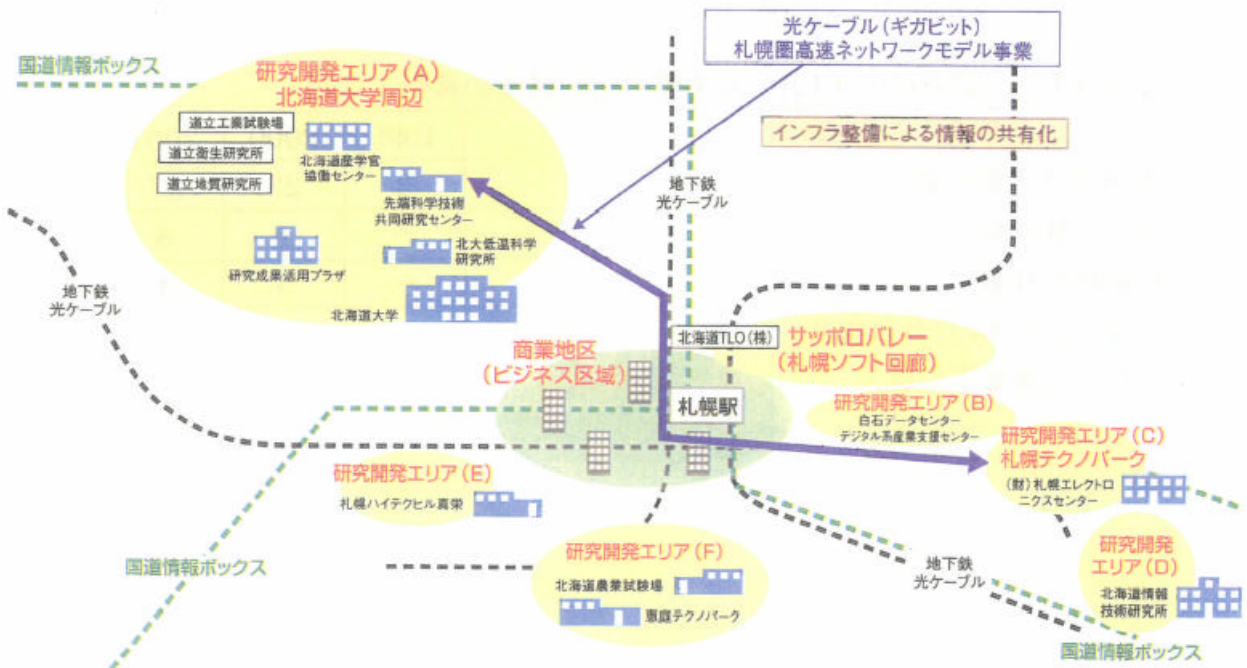 光ケーブル(ギガビット)
札幌圏高速ネットワークモデル事業
国道情報ボックス
研究開発エリア(A)
北海道大学周辺
道立工業試験場
道立衛生研究所
道立地質研究所
北海道産学官
協働センター
先端科学技術
共同研究センター
インフラ整備による情報の共有化
地下鉄
光ケーブル
研究成果活用プラザ
北大低温科学
研究所
北海道大学
地下鉄
光ケーブル
北海道TLO(株)
サッポロバレー
(札幌ソフト回廊)
商業地区
(ビジネス区域)
札幌駅
研究開発エリア(B)
白石データセンター
デジタル系産業支援センター
研究開発エリア(C)
札幌テクノパーク
(財)札幌エレクトロ
ニクスセンター
研究開発エリア(E)
札幌ハイテクヒル真栄
研究開発エリア(F)
北海道農業試験場
恵庭テクノパーク
国道情報ボックス
地下鉄
光ケーブル
研究開発
エリア(D)
北海道情報
技術研究所
国道情報ボックス